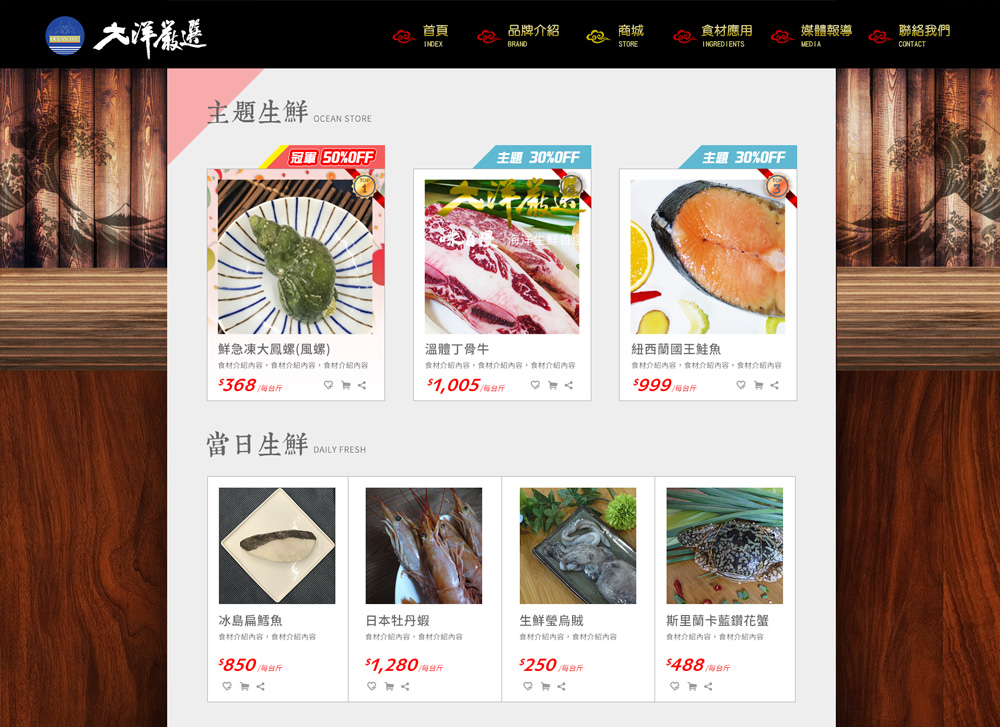 大洋嚴選
首頁
INDEX
品牌介紹
BRAND
商城
STORE
食材應用
INGREDIENTS
媒體報導
MEDIA
聯絡我們
CONTACT
主題生鮮 OCEAN STORE
冠軍 50%OFF
主題 30%OFF
主題 30%OFF
TOP
1
TOP
3
大洋嚴選
海洋生鮮首選
鮮急凍大鳳螺(風螺)
食材介紹內容，食材介紹內容，食材介紹內容
$368 /每台斤
溫體丁骨牛
食材介紹內容，食材介紹內容，食材介紹內容
$1,005 /每台斤
紐西蘭國王鮭魚
食材介紹內容，食材介紹內容，食材介紹內容
$999 /每台斤
當日生鮮 DAILY FRESH
冰島扁鱈魚
食材介紹內容，食材介紹內容
$850 /每台斤
日本牡丹蝦
食材介紹內容，食材介紹內容
$1,280 /每台斤
生鮮瑩烏賊
食材介紹內容，食材介紹內容
$250 /每台斤
斯里蘭卡藍鑽花蟹
食材介紹內容，食材介紹內容
$488 /每台斤